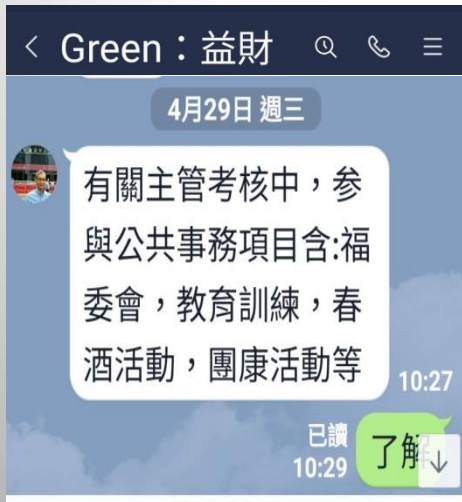 Green：益財
4月29日 週三
有關主管考核中，參
與公共事務項目含:福
委會，教育訓練，春
酒活動，團康活動等
10:27
已讀
10:29
了解